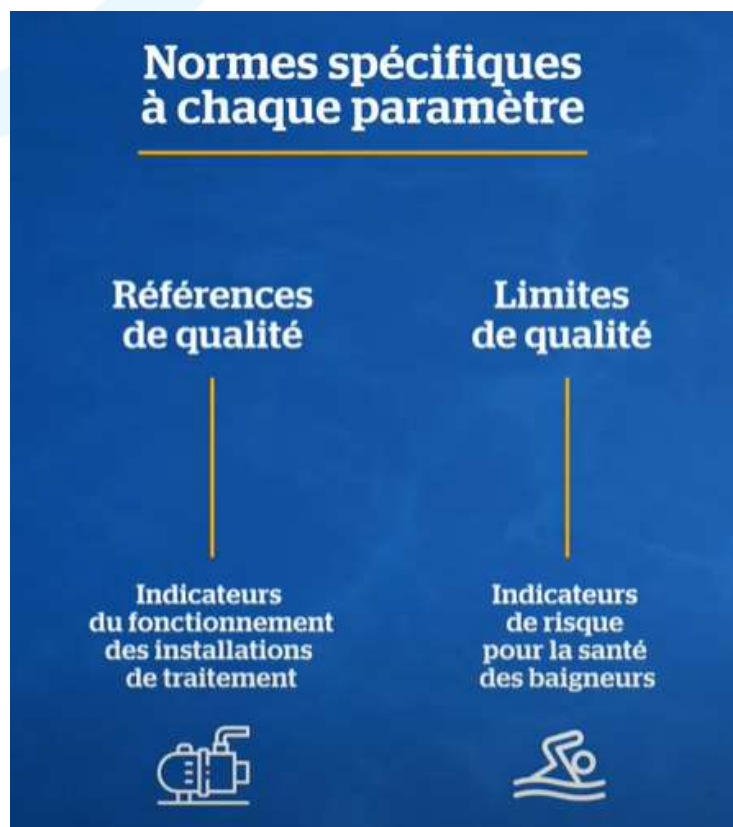 Normes spécifiques
à chaque paramètre
Références
de qualité
Indicateurs
du fonctionnement
des installations
de traitement
Limites
de qualité
Indicateurs
de risque
pour la santé
des baigneurs